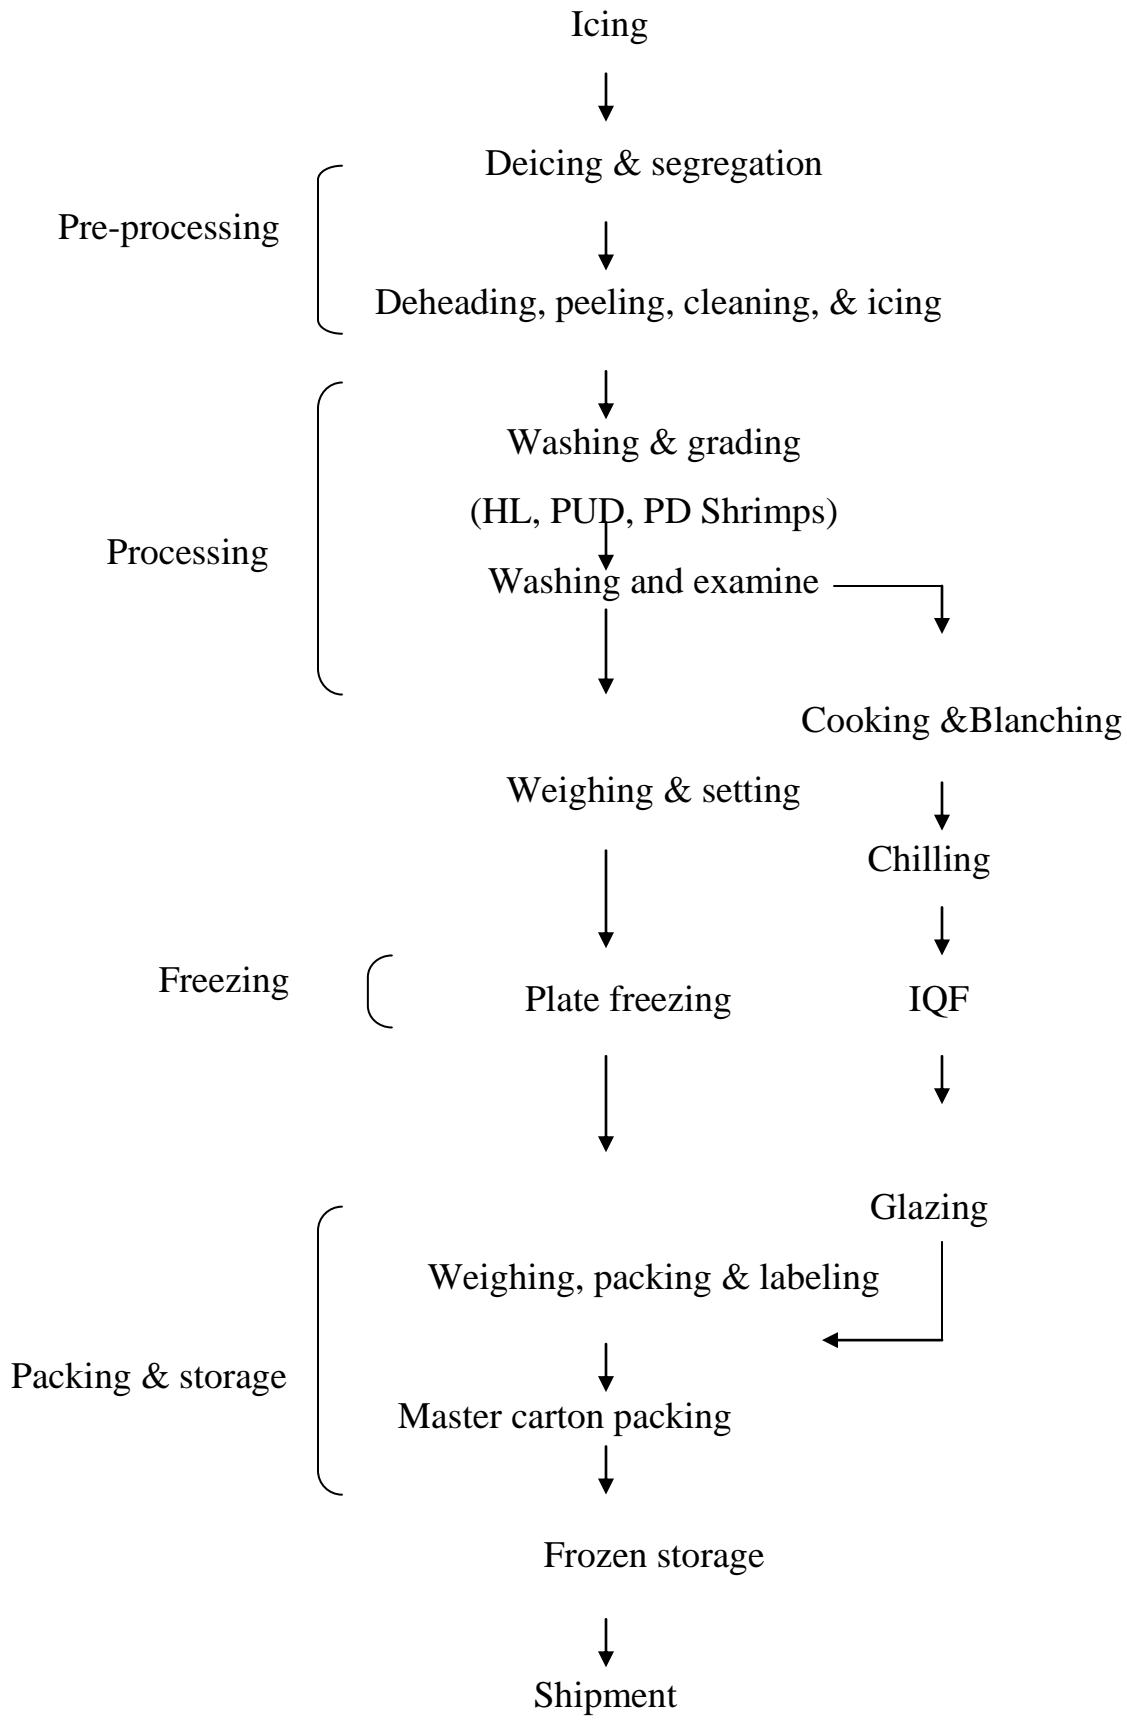 Icing
Deicing & segregation
Pre-processing
Deheading, peeling, cleaning, & icing
Washing & grading
(HL, PUD, PD Shrimps)
Processing
Washing and examine
Cooking &Blanching
Weighing & setting
Chilling
Freezing
Plate freezing
IQF
Glazing
Weighing, packing & labeling
Packing & storage
Master carton packing
Frozen storage
Shipment